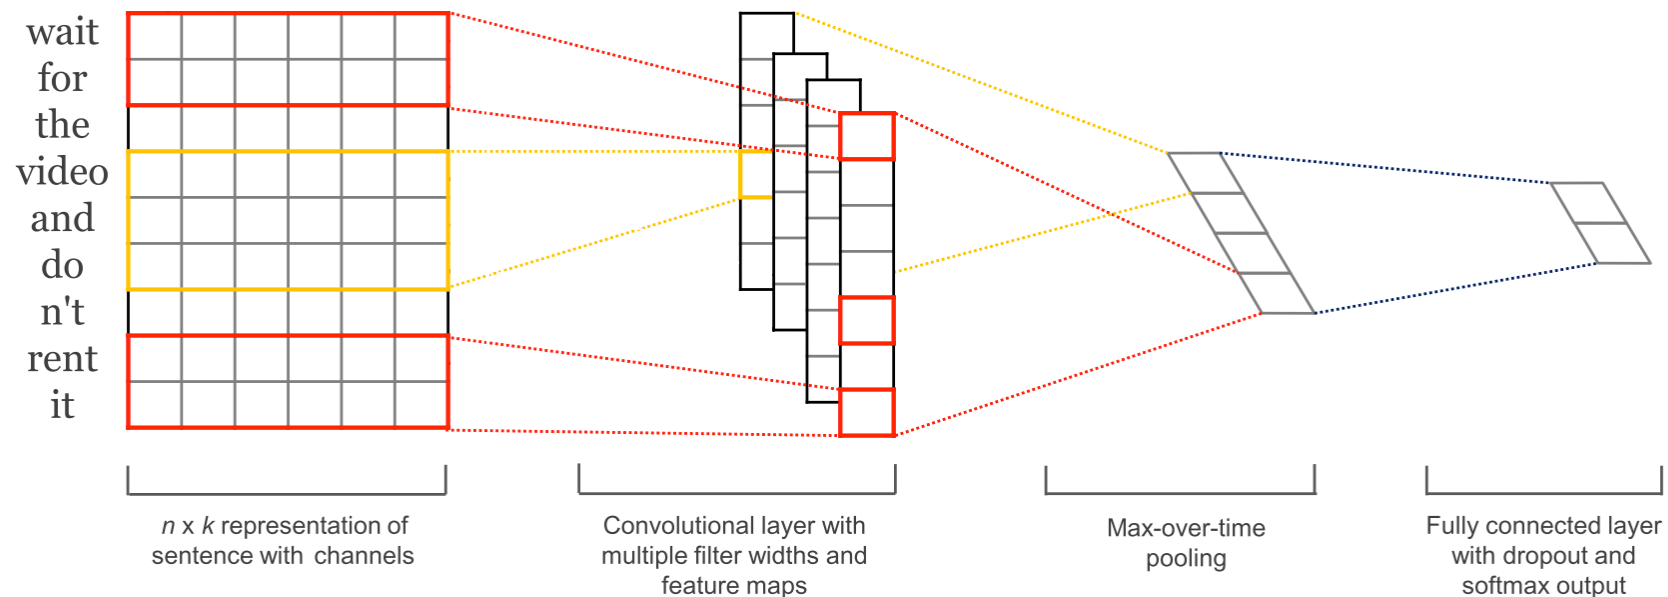 wait
for
the
video
and
do
n't
rent
it
n x k representation of
sentence with channels
Convolutional layer with
multiple filter widths and
feature maps
Max-over-time
pooling
Fully connected layer
with dropout and
softmax output